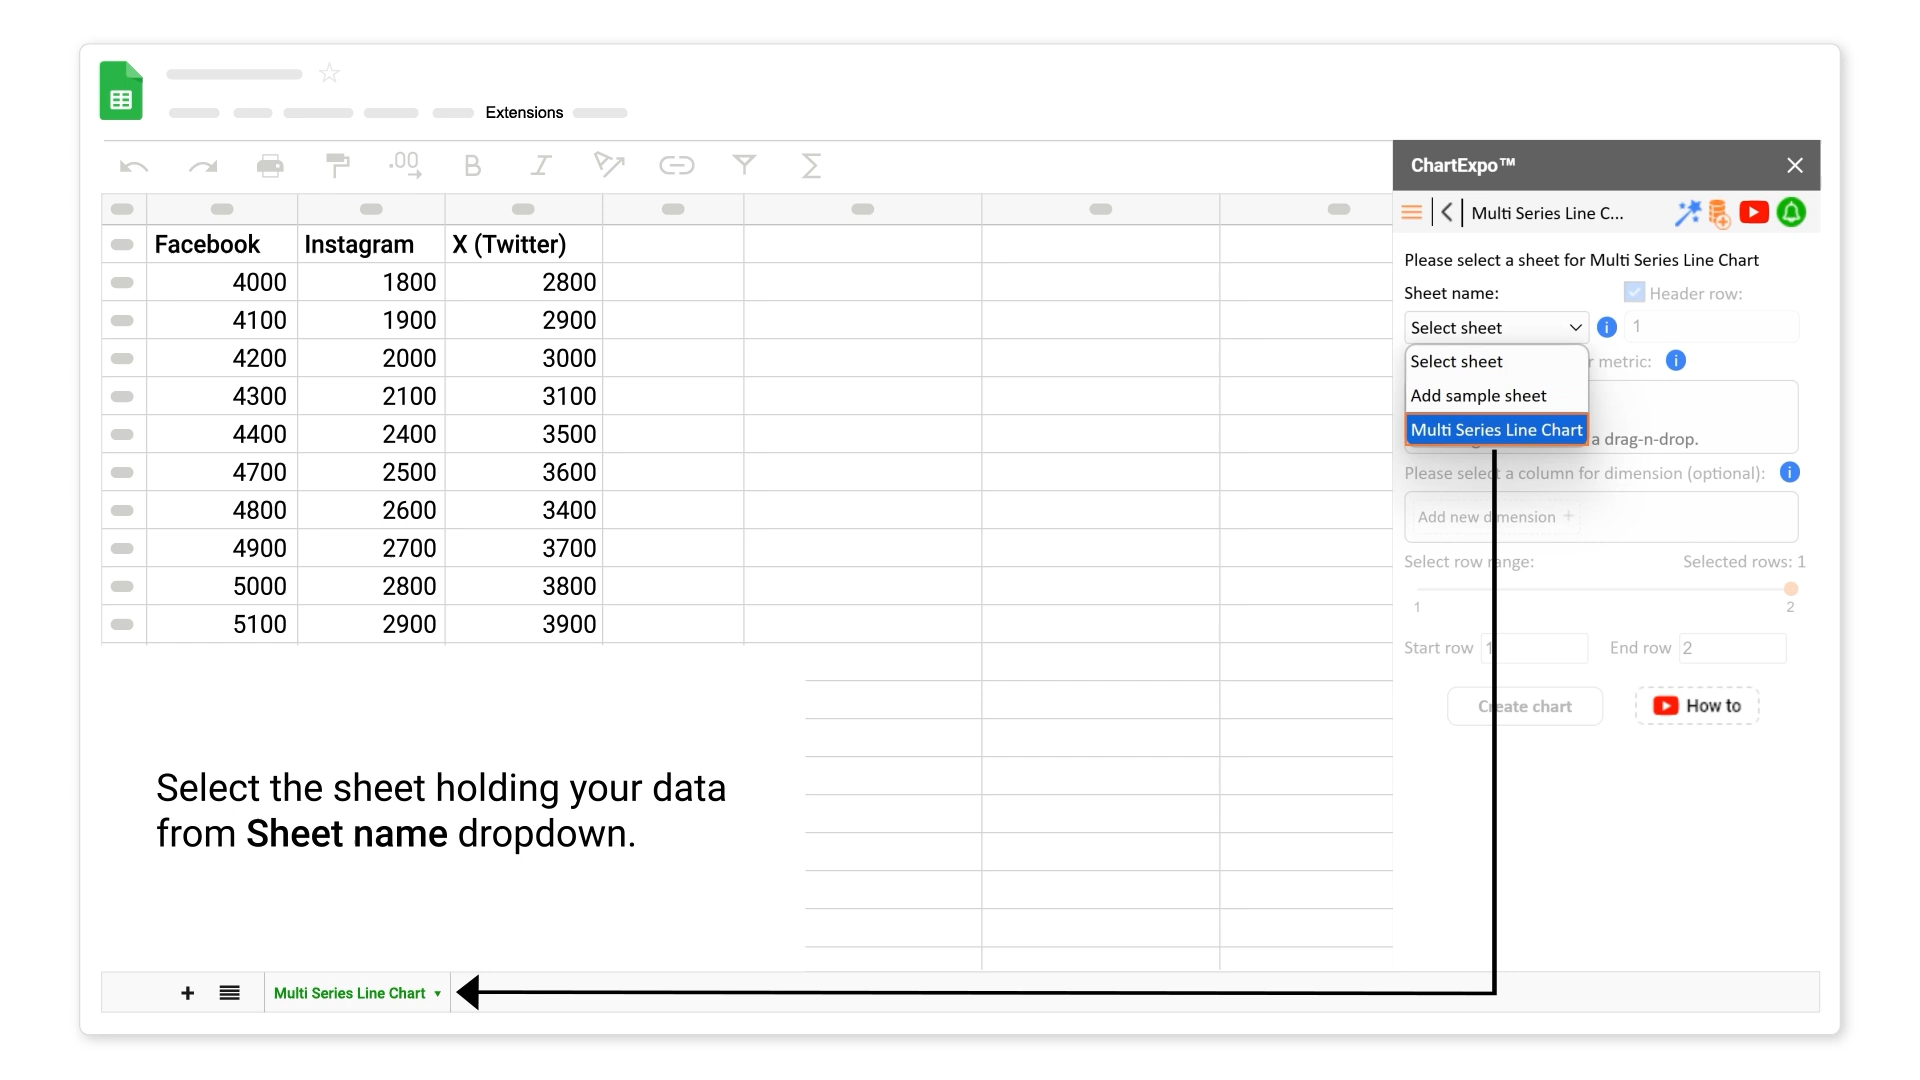 Extensions
.00
B
I
Σ
Facebook Instagram X (Twitter)
4000 1800 2800
4100 1900 2900
4200 2000 3000
4300 2100 3100
4400 2400 3500
4700 2500 3600
4800 2600 3400
4900 2700 3700
5000 2800 3800
5100 2900 3900
Select the sheet holding your data
from Sheet name dropdown.
+ Multi Series Line Chart
ChartExpo™
Multi Series Line C...
Please select a sheet for Multi Series Line Chart
Sheet name: Header row:
Select sheet 1
Select sheet
metric:
Add sample sheet
Multi Series Line Chart
a drag-n-drop.
Please select a column for dimension (optional):
Add new dimension +
Select row range: Selected rows: 1
1 2
Start row 1 End row 2
Create chart How to